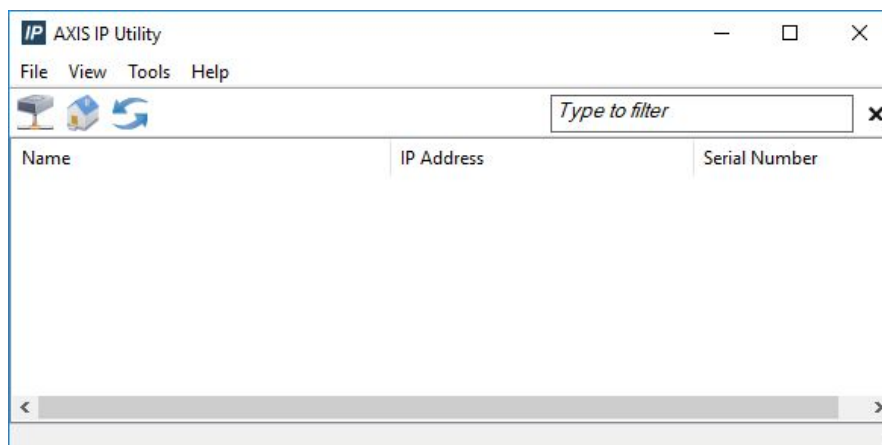 IP AXIS IP Utility
File View Tools Help
Type to filter
Name IP Address Serial Number